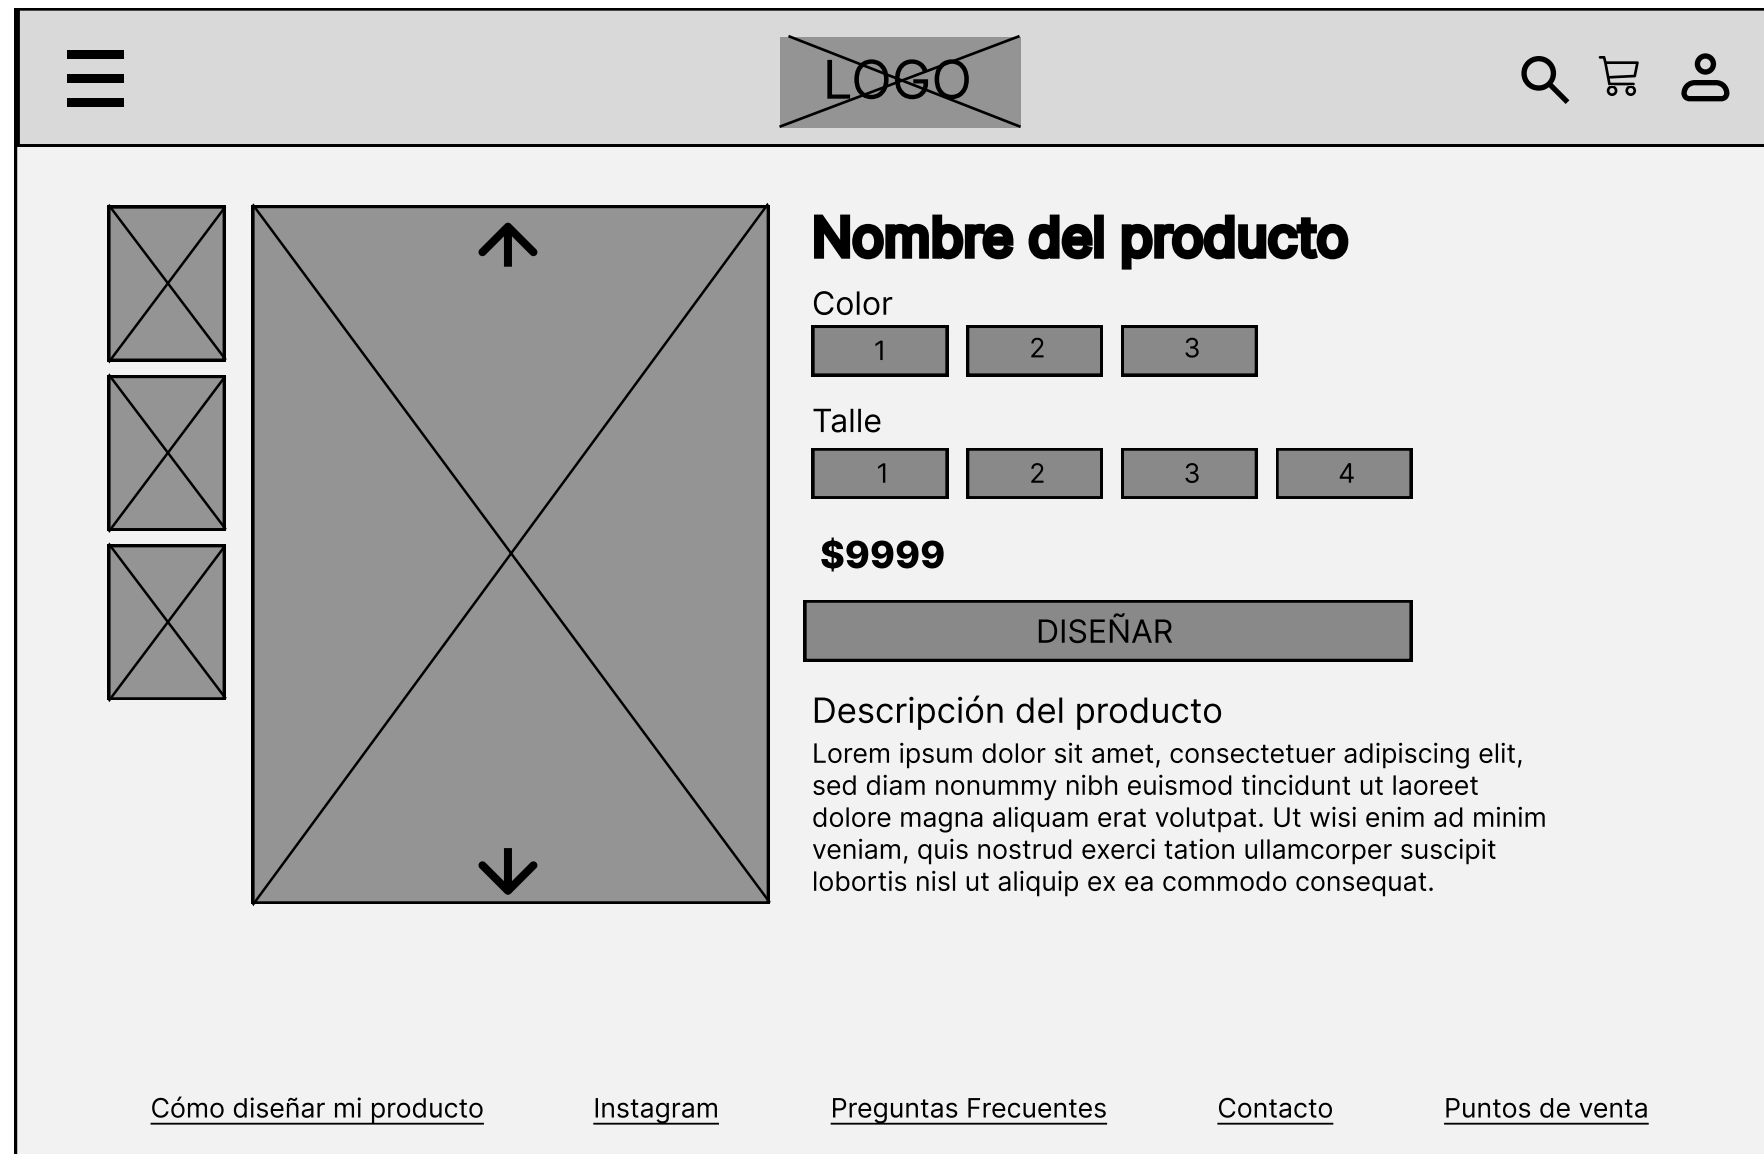 LOGO
Nombre del producto
Color
1 2 3
Talle
1 2 3 4
$9999
DISEÑAR
Descripción del producto
Lorem ipsum dolor sit amet, consectetuer adipiscing elit,
sed diam nonummy nibh euismod tincidunt ut laoreet
dolore magna aliquam erat volutpat. Ut wisi enim ad minim
veniam, quis nostrud exerci tation ullamcorper suscipit
lobortis nisl ut aliquip ex ea commodo consequat.
Cómo diseñar mi producto Instagram Preguntas Frecuentes Contacto Puntos de venta